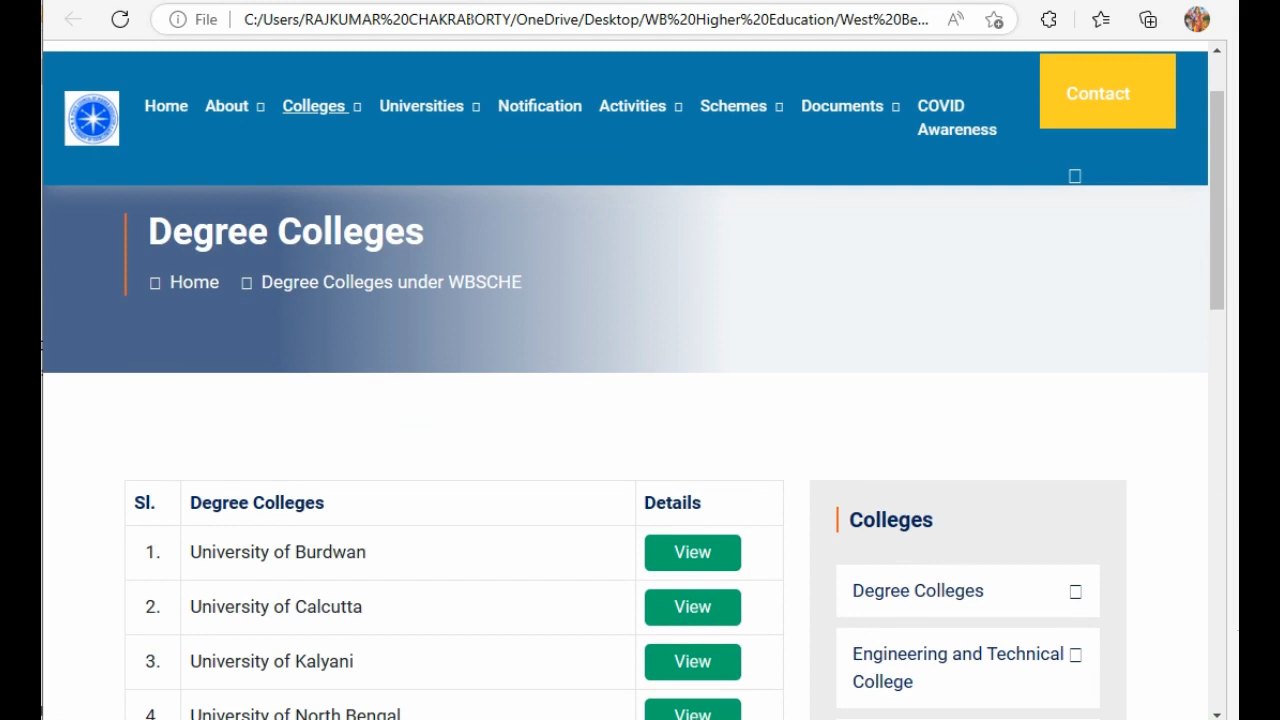 File C:/Users/RAJKUMAR%20CHAKRABORTY/OneDrive/Desktop/WB%20Higher%20Education/West%20Be...
Home About Colleges Universities Notification Activities Schemes Documents COVID Awareness Contact
Degree Colleges
Home Degree Colleges under WBSCHE
Sl. Degree Colleges Details
1. University of Burdwan View
2. University of Calcutta View
3. University of Kalyani View
4. University of North Bengal View
Colleges
Degree Colleges
Engineering and Technical
College